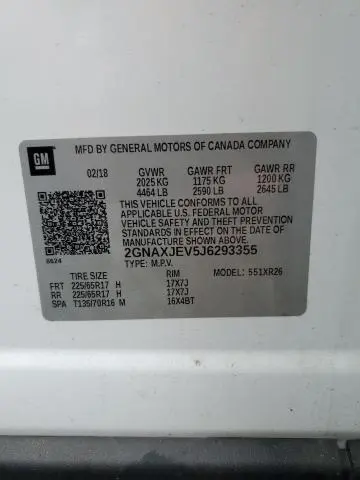 GM
MFD BY GENERAL MOTORS OF CANADA COMPANY
02/18 GVWR GAWR FRT GAWR RR
2025 KG 1175 KG 1200 KG
4464 LB 2590 LB 2645 LB
THIS VEHICLE CONFORMS TO ALL
APPLICABLE U.S. FEDERAL MOTOR
VEHICLE SAFETY, BUMPER, AND THEFT
PREVENTION STANDARDS IN EFFECT ON
THE DATE OF MANUFACTURE SHOWN ABOVE.
2GNAXJEV5J6293355
TYPE: M.P.V. MODEL: 551XR26
TIRE SIZE RIM
FRT 225/65R17 H 17X7J
RR 225/65R17 H 17X7J
SPA T135/70R16 M 16X4BT